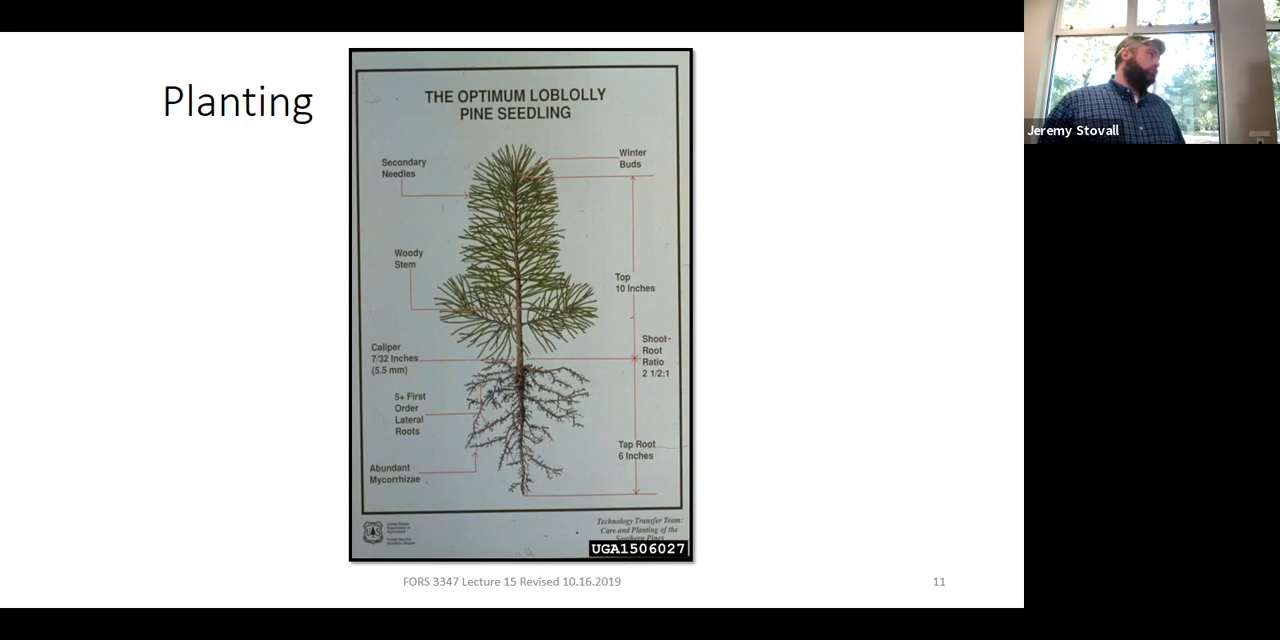 Planting
THE OPTIMUM LOBLOLLY
PINE SEEDLING
Secondary
Needles
Winter
Buds
Woody
Stem
Top
10 Inches
Caliper
7/32 Inches
(5.5 mm)
Shoot-
Root
Ratio
2 1/2:1
5+ First
Order
Lateral
Roots
Tap Root
6 Inches
Abundant
Mycorrhizae
Technology Transfer Team:
Care and Planting of the
Southern Pines
UGA1506027
FORS 3347 Lecture 15 Revised 10.16.2019
11
Jeremy Stovall